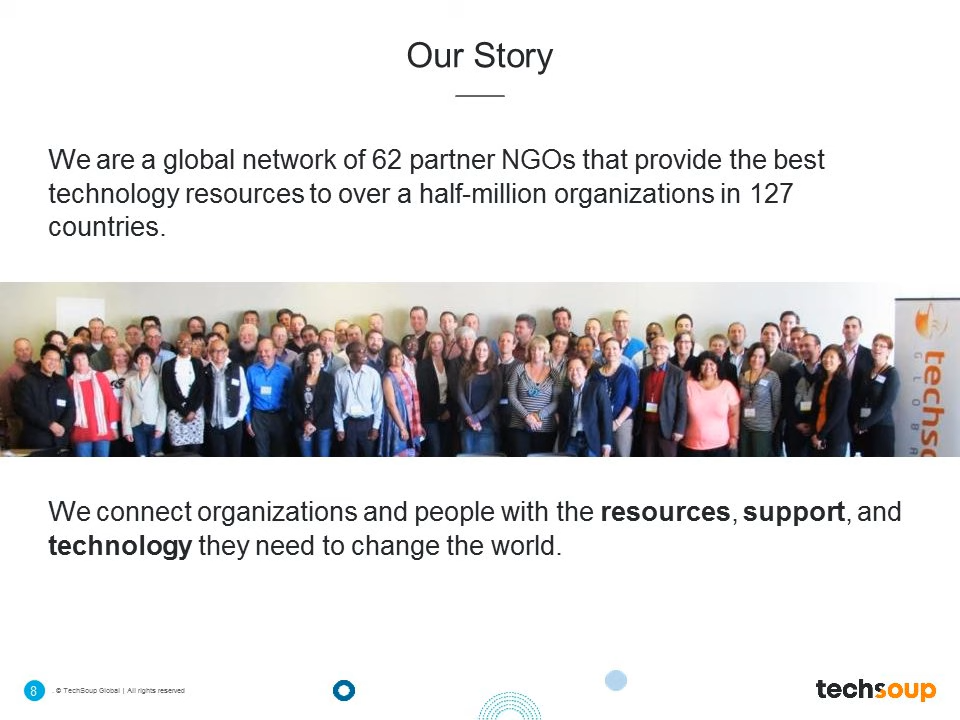 Our Story
We are a global network of 62 partner NGOs that provide the best
technology resources to over a half-million organizations in 127
countries.
techso
GLOBA
We connect organizations and people with the resources, support, and
technology they need to change the world.
8
. © TechSoup Global | All rights reserved
techsoup